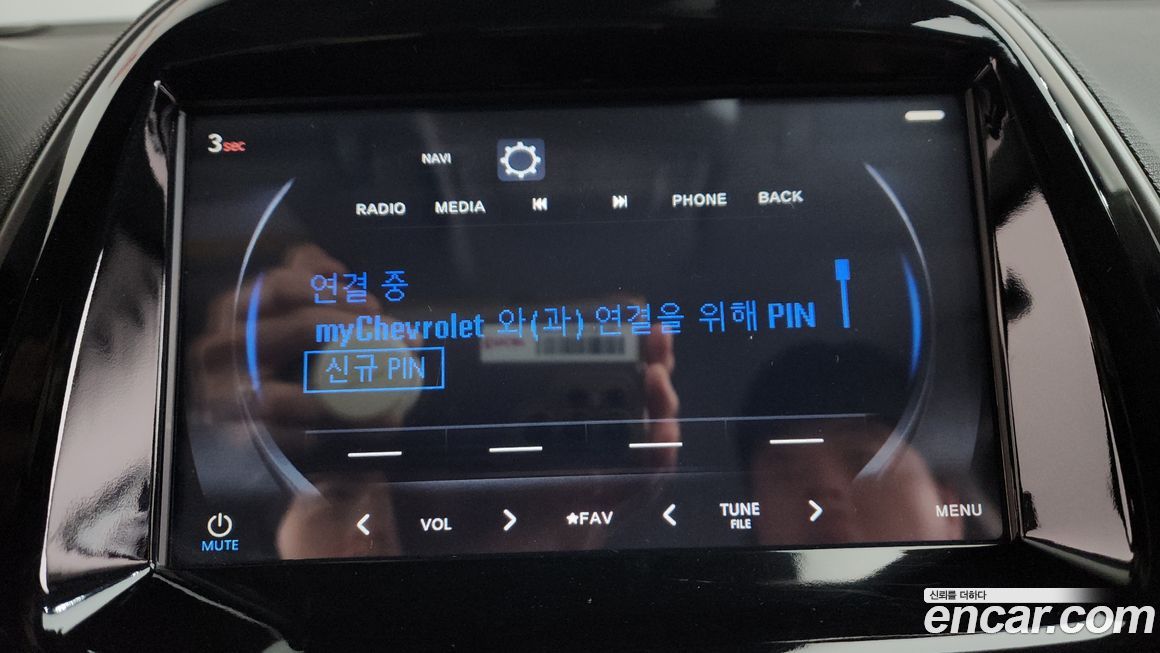 3sec
NAVI
RADIO MEDIA PHONE BACK
연결 중
myChevrolet 와(과) 연결을 위해 PIN
신규 PIN
MUTE
< VOL > ★FAV < TUNE FILE > MENU
신뢰를 더하다
encar.com